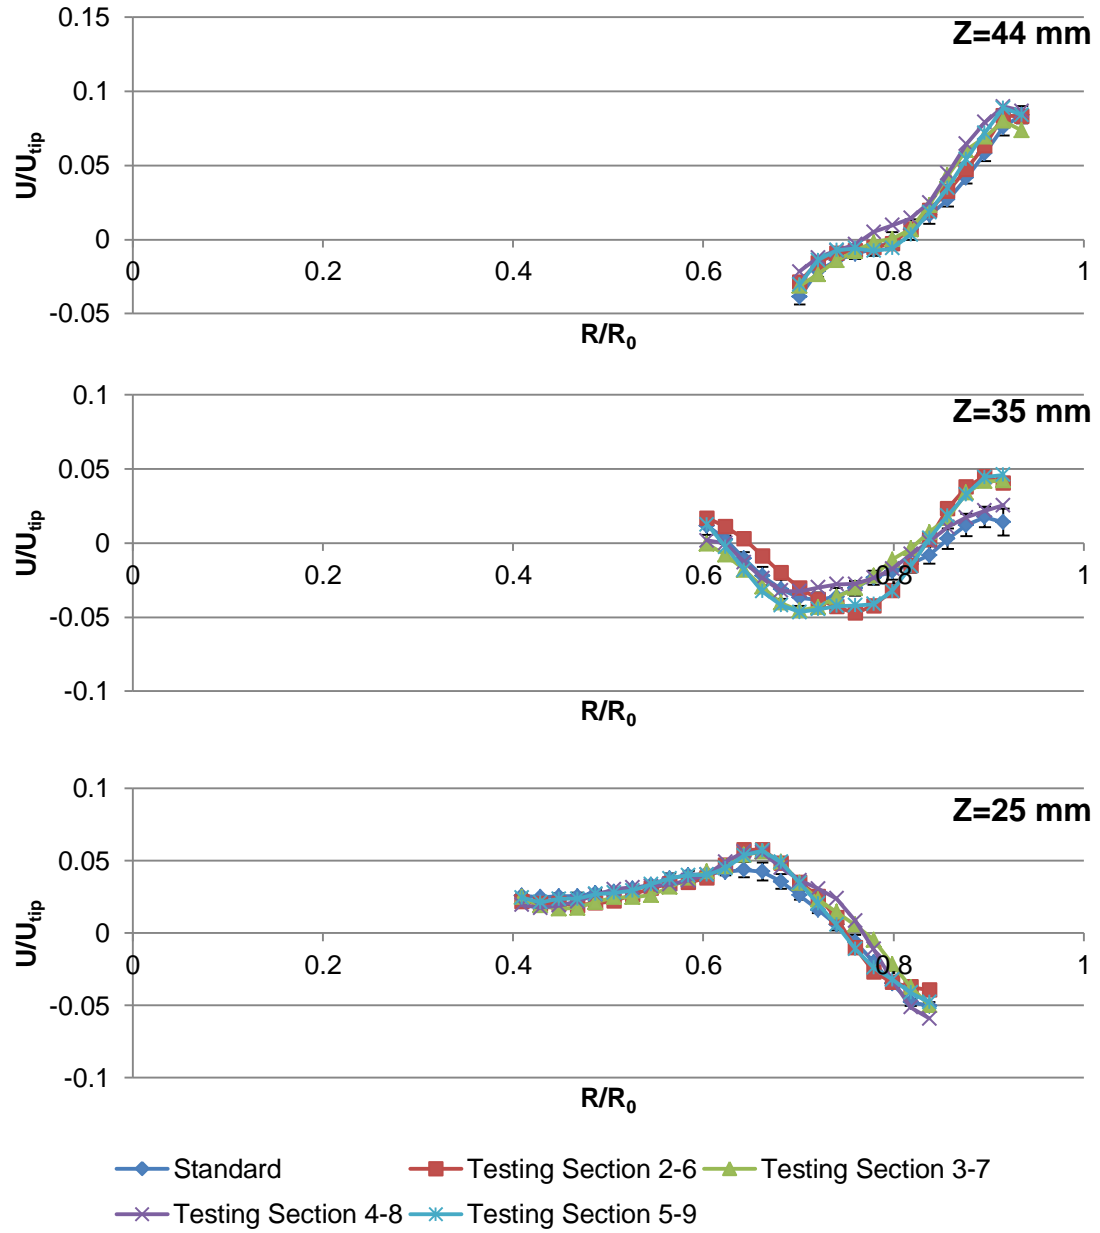 0.15
Z=44 mm
0.1
0.05
0
-0.05
0 0.2 0.4 0.6 0.8 1
U/Utip
R/R0
0.1
Z=35 mm
0.05
0
-0.05
-0.1
0 0.2 0.4 0.6 0.8 1
U/Utip
R/R0
0.1
Z=25 mm
0.05
0
-0.05
-0.1
0 0.2 0.4 0.6 0.8 1
U/Utip
R/R0
Standard Testing Section 2-6 Testing Section 3-7
Testing Section 4-8 Testing Section 5-9